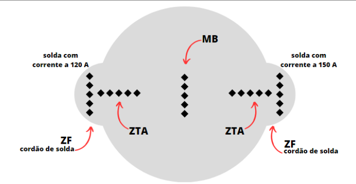 MB
solda com
corrente a 120 A
solda com
corrente a 150 A
ZTA
ZTA
ZF
cordão de solda
ZF
cordão de solda